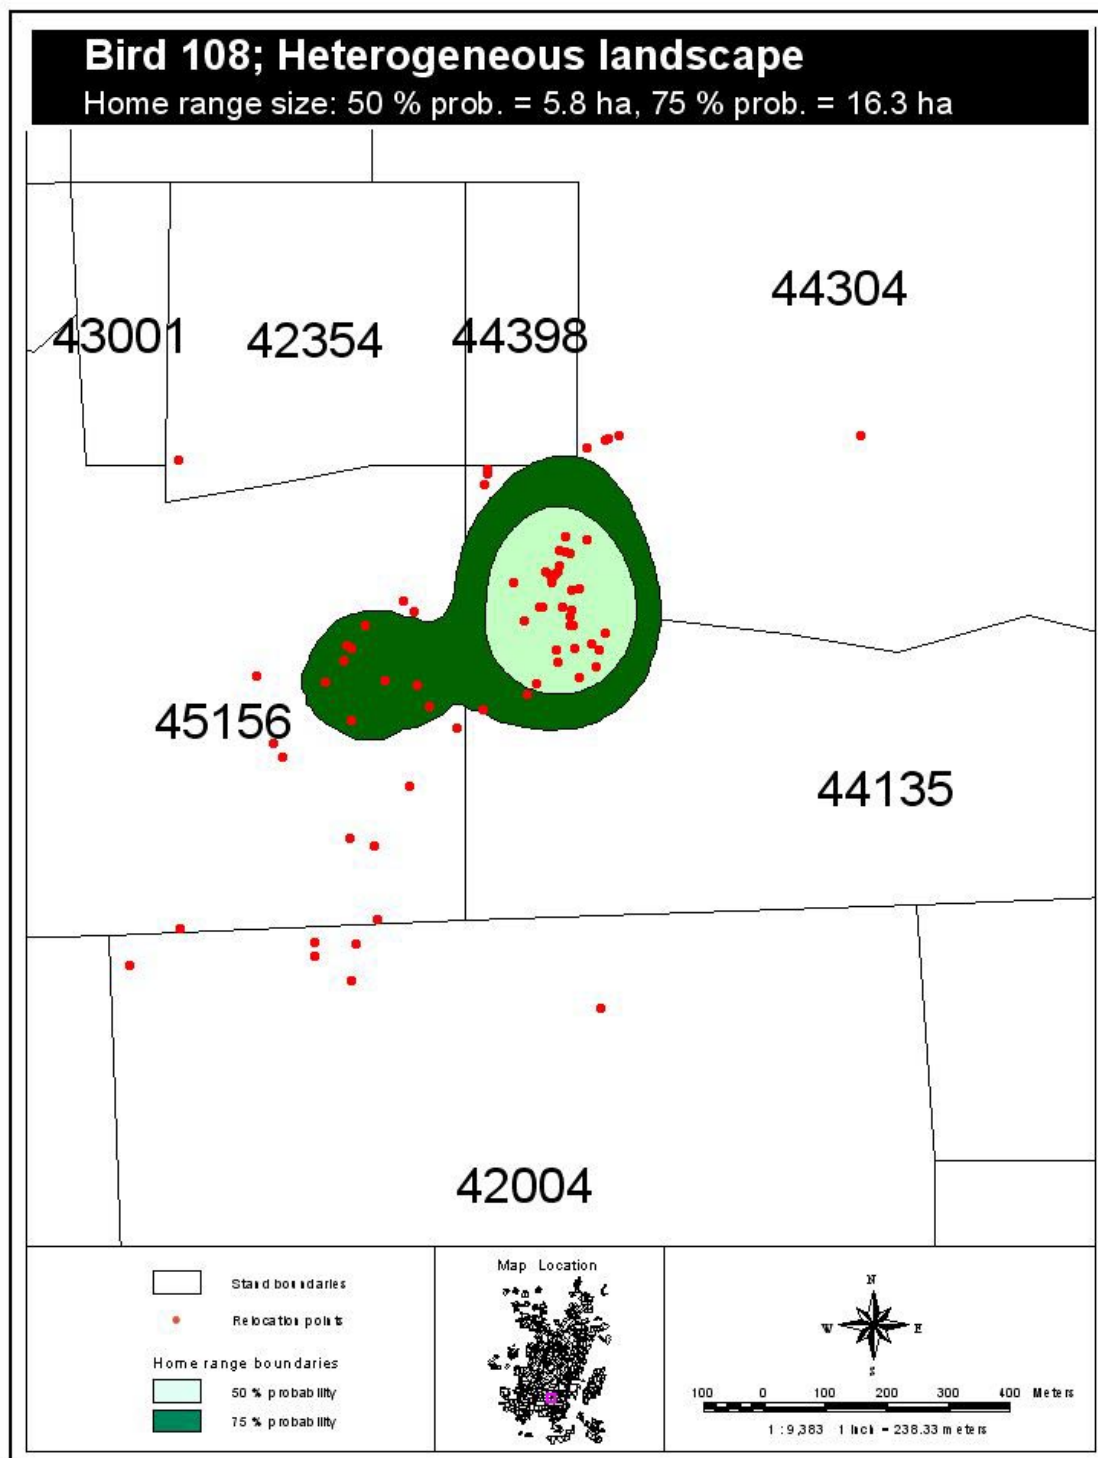 Bird 108; Heterogeneous landscape
Home range size: 50 % prob. = 5.8 ha, 75 % prob. = 16.3 ha
44304
43001 42354 44398
45156
44135
42004
Stand boundaries
Relocation points
Home range boundaries
50 % probability
75 % probability
Map Location
N
W E
S
100 0 100 200 300 400 Meters
1 : 9,383 1 Inch = 238.33 meters